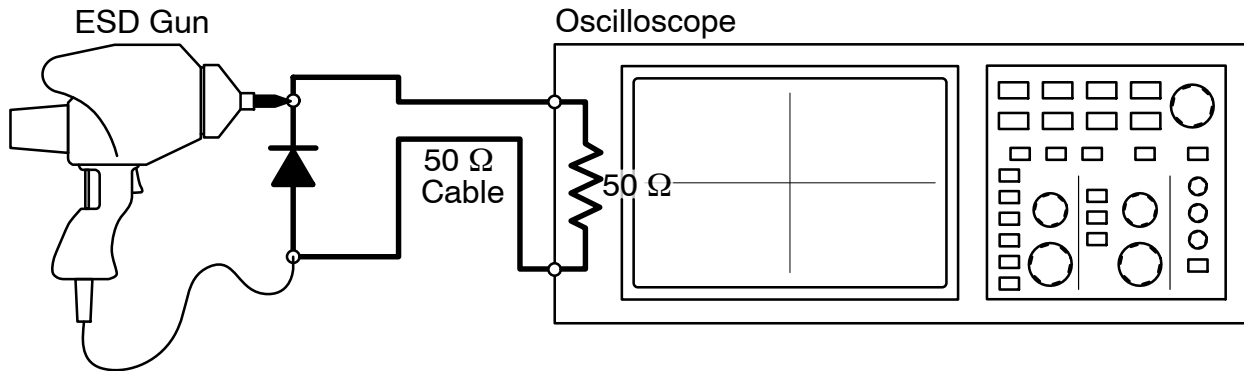 ESD Gun
Oscilloscope
50 Ω
Cable
50 Ω